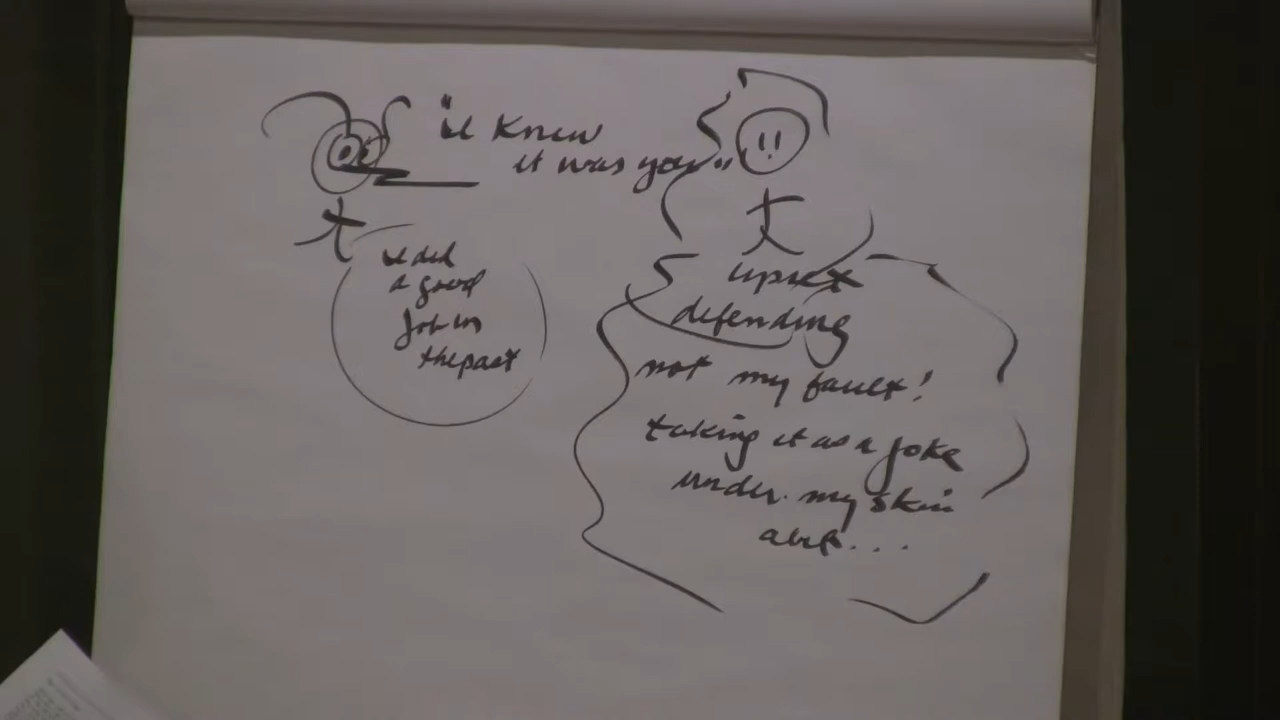 "I knew
it was you"
I did
a good
job in
the past
upset
defending
not my fault!
taking it as a joke
under my skin
a bit...